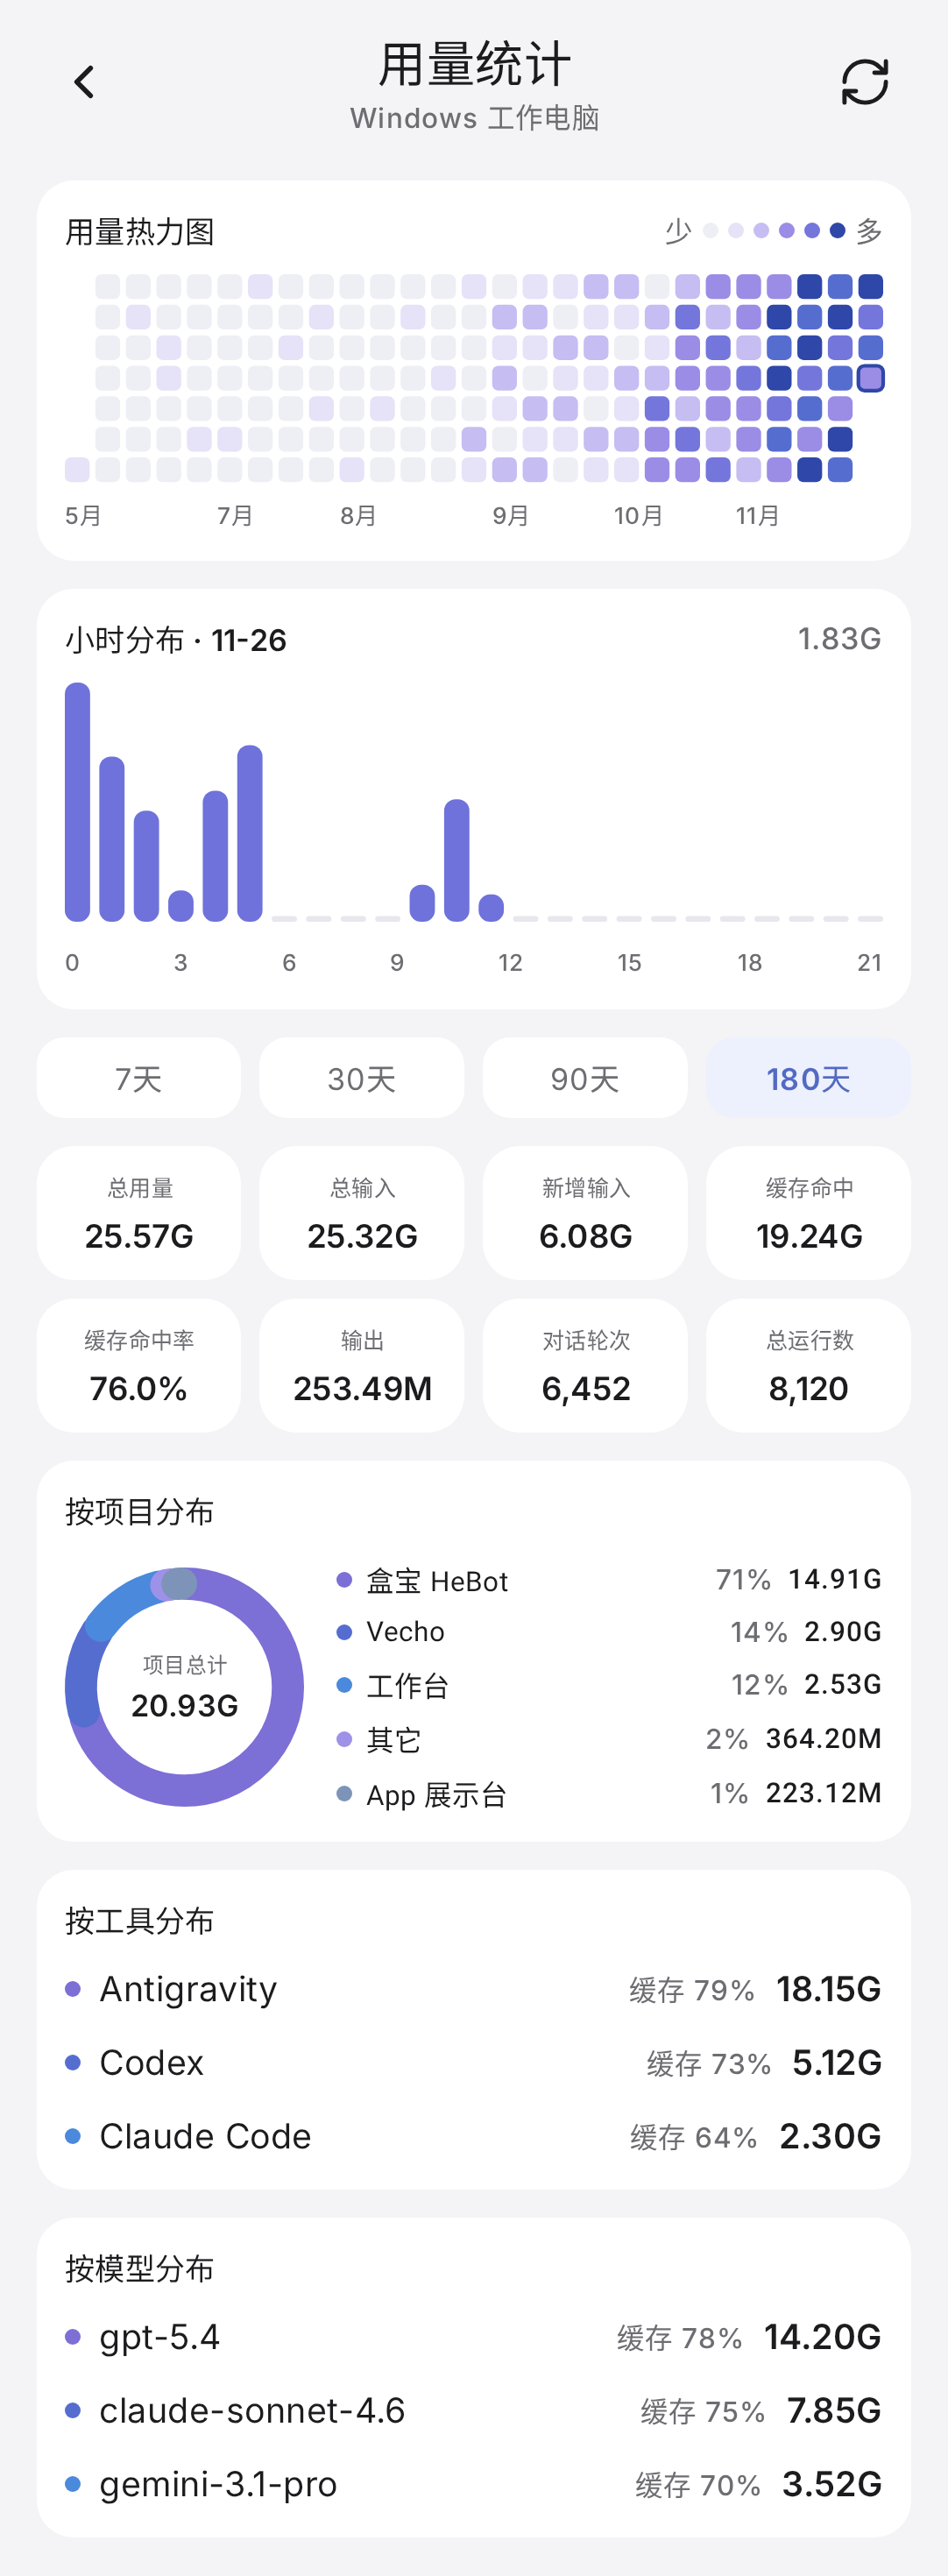 用量统计
Windows 工作电脑
用量热力图 少 多
5月 7月 8月 9月 10月 11月
小时分布 · 11-26 1.83G
0 3 6 9 12 15 18 21
7天 30天 90天 180天
总用量 总输入 新增输入 缓存命中
25.57G 25.32G 6.08G 19.24G
缓存命中率 输出 对话轮次 总运行数
76.0% 253.49M 6,452 8,120
按项目分布
项目总计
20.93G
盒宝 HeBot 71% 14.91G
Vecho 14% 2.90G
工作台 12% 2.53G
其它 2% 364.20M
App 展示台 1% 223.12M
按工具分布
Antigravity 缓存 79% 18.15G
Codex 缓存 73% 5.12G
Claude Code 缓存 64% 2.30G
按模型分布
gpt-5.4 缓存 78% 14.20G
claude-sonnet-4.6 缓存 75% 7.85G
gemini-3.1-pro 缓存 70% 3.52G